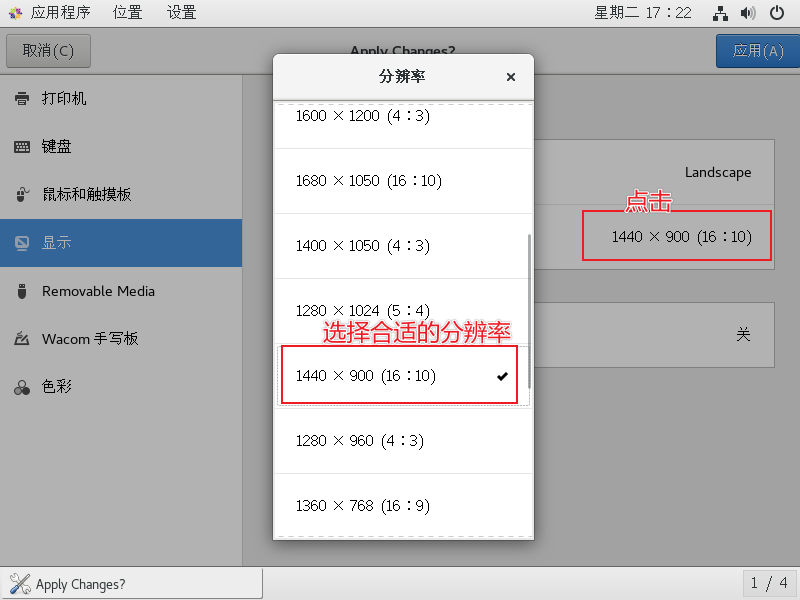 应用程序 位置 设置 星期二 17：22
取消(C) Apply Changes? 应用(A)
分辨率 ×
打印机
键盘
鼠标和触摸板
显示
Removable Media
Wacom 手写板
色彩
1600 × 1200 (4：3)
1680 × 1050 (16：10)
1400 × 1050 (4：3)
1280 × 1024 (5：4)
选择合适的分辨率
1440 × 900 (16：10)
1280 × 960 (4：3)
1360 × 768 (16：9)
Landscape
点击
1440 × 900 (16：10)
关
Apply Changes? 1 / 4